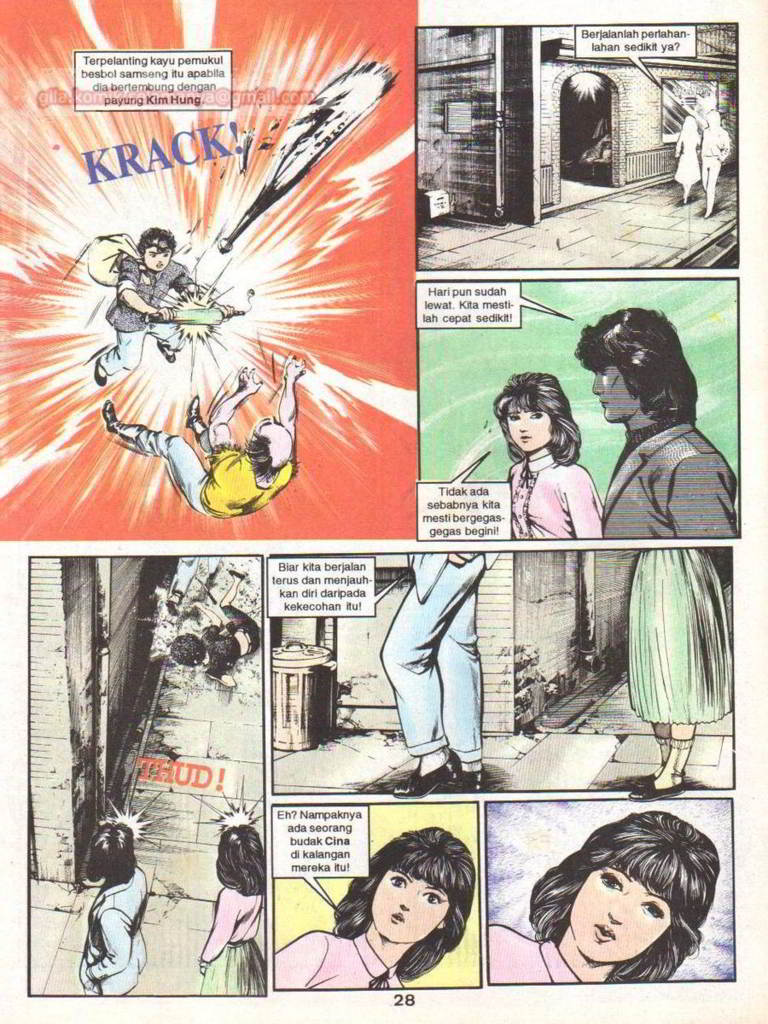 Terpelanting kayu pemukul
besbol samseng itu apabila
dia bertembung dengan
payung Kim Hung.
KRACK!
Berjalanlah perlahan-
lahan sedikit ya?
Hari pun sudah
lewat. Kita mesti-
lah cepat sedikit!
Tidak ada
sebabnya kita
mesti bergegas-
gegas begini!
THUD!
Biar kita berjalan
terus dan menjauh-
kan diri daripada
kekecohan itu!
Eh? Nampaknya
ada seorang
budak Cina
di kalangan
mereka itu!
28